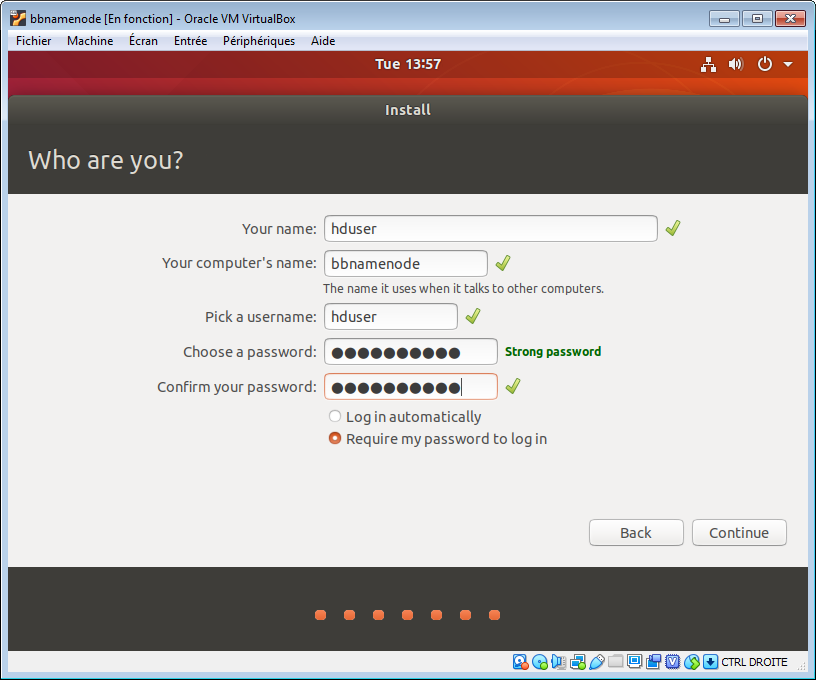 bbnamenode [En fonction] - Oracle VM VirtualBox
Fichier Machine Écran Entrée Périphériques Aide
Tue 13:57
Install
Who are you?
Your name: hduser
Your computer's name: bbnamenode
The name it uses when it talks to other computers.
Pick a username: hduser
Choose a password: ●●●●●●●●●● Strong password
Confirm your password: ●●●●●●●●●●
Log in automatically
Require my password to log in
Back Continue
CTRL DROITE